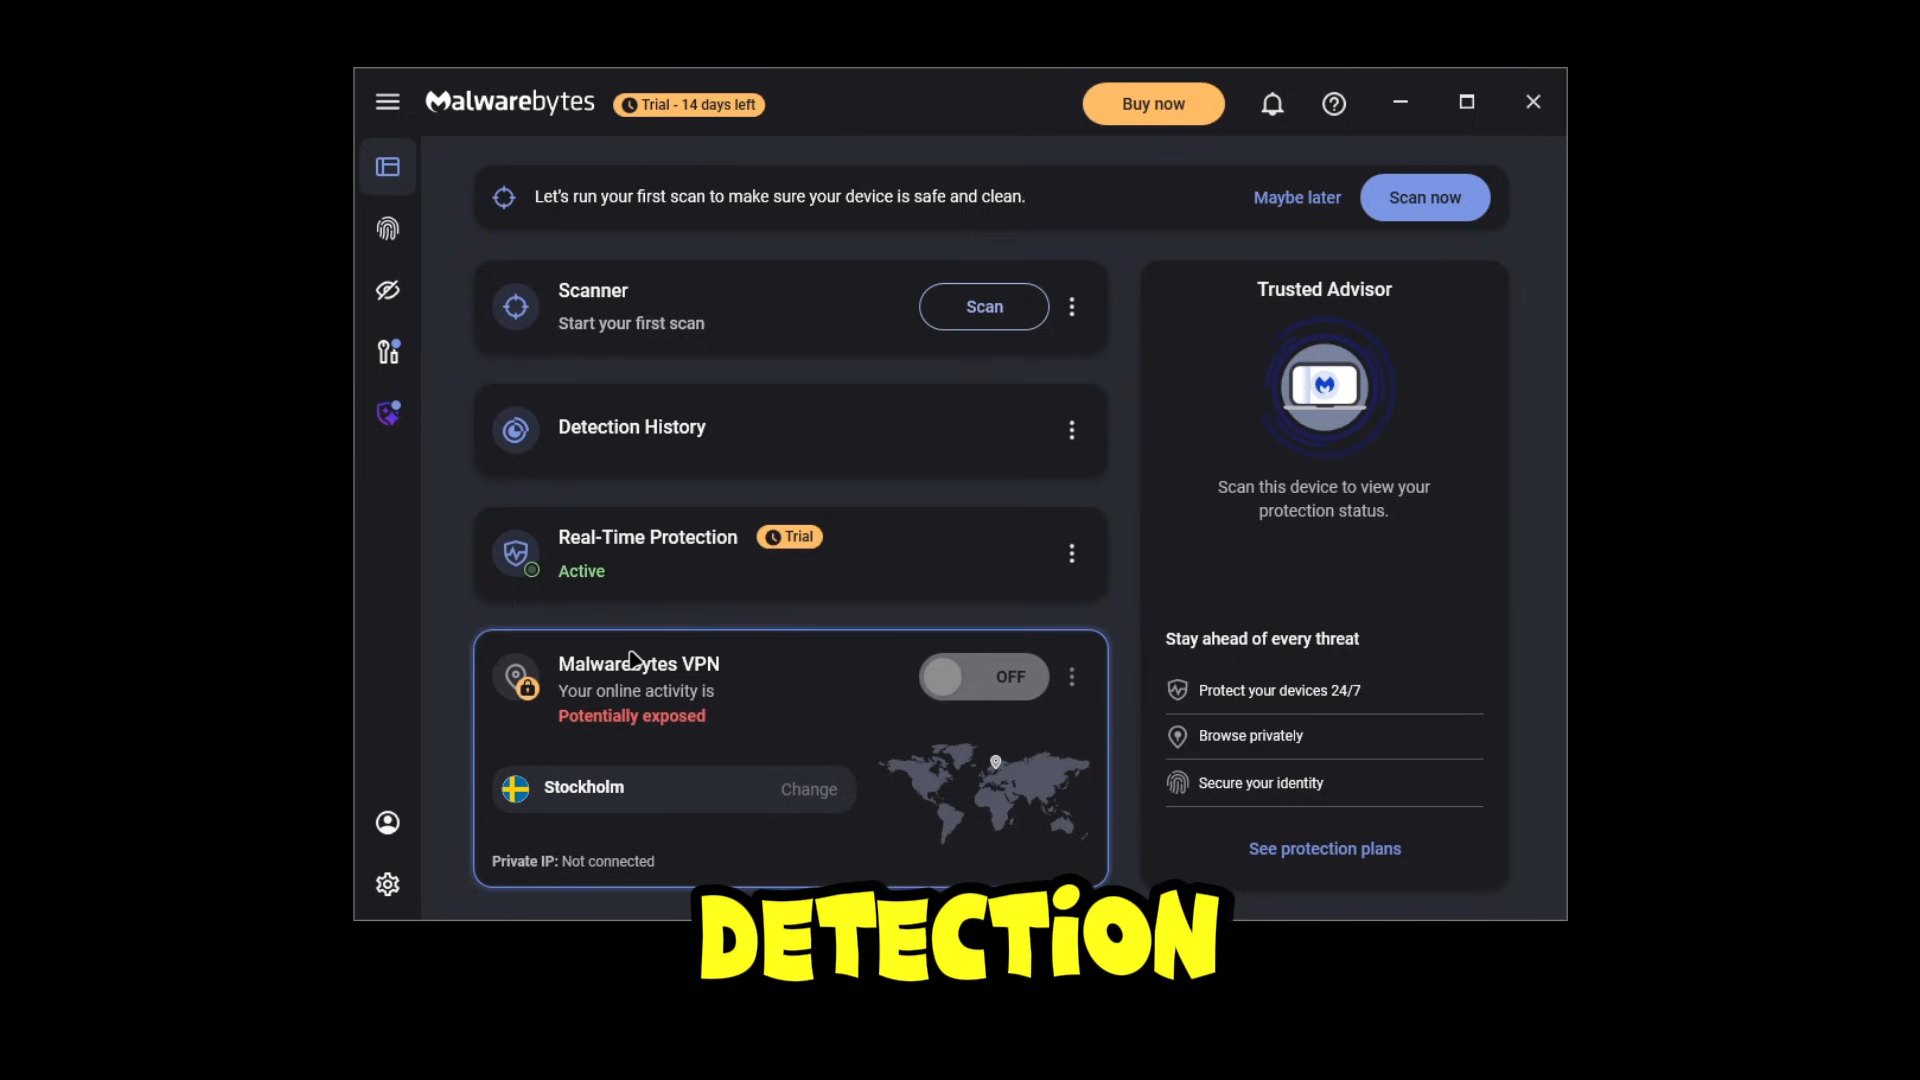 Malwarebytes
Trial - 14 days left
Buy now
Let's run your first scan to make sure your device is safe and clean.
Maybe later
Scan now
Scanner
Start your first scan
Scan
Detection History
Real-Time Protection
Trial
Active
Malwarebytes VPN
Your online activity is
Potentially exposed
OFF
Stockholm
Change
Private IP: Not connected
Trusted Advisor
Scan this device to view your
protection status.
Stay ahead of every threat
Protect your devices 24/7
Browse privately
Secure your identity
See protection plans
DETECTION